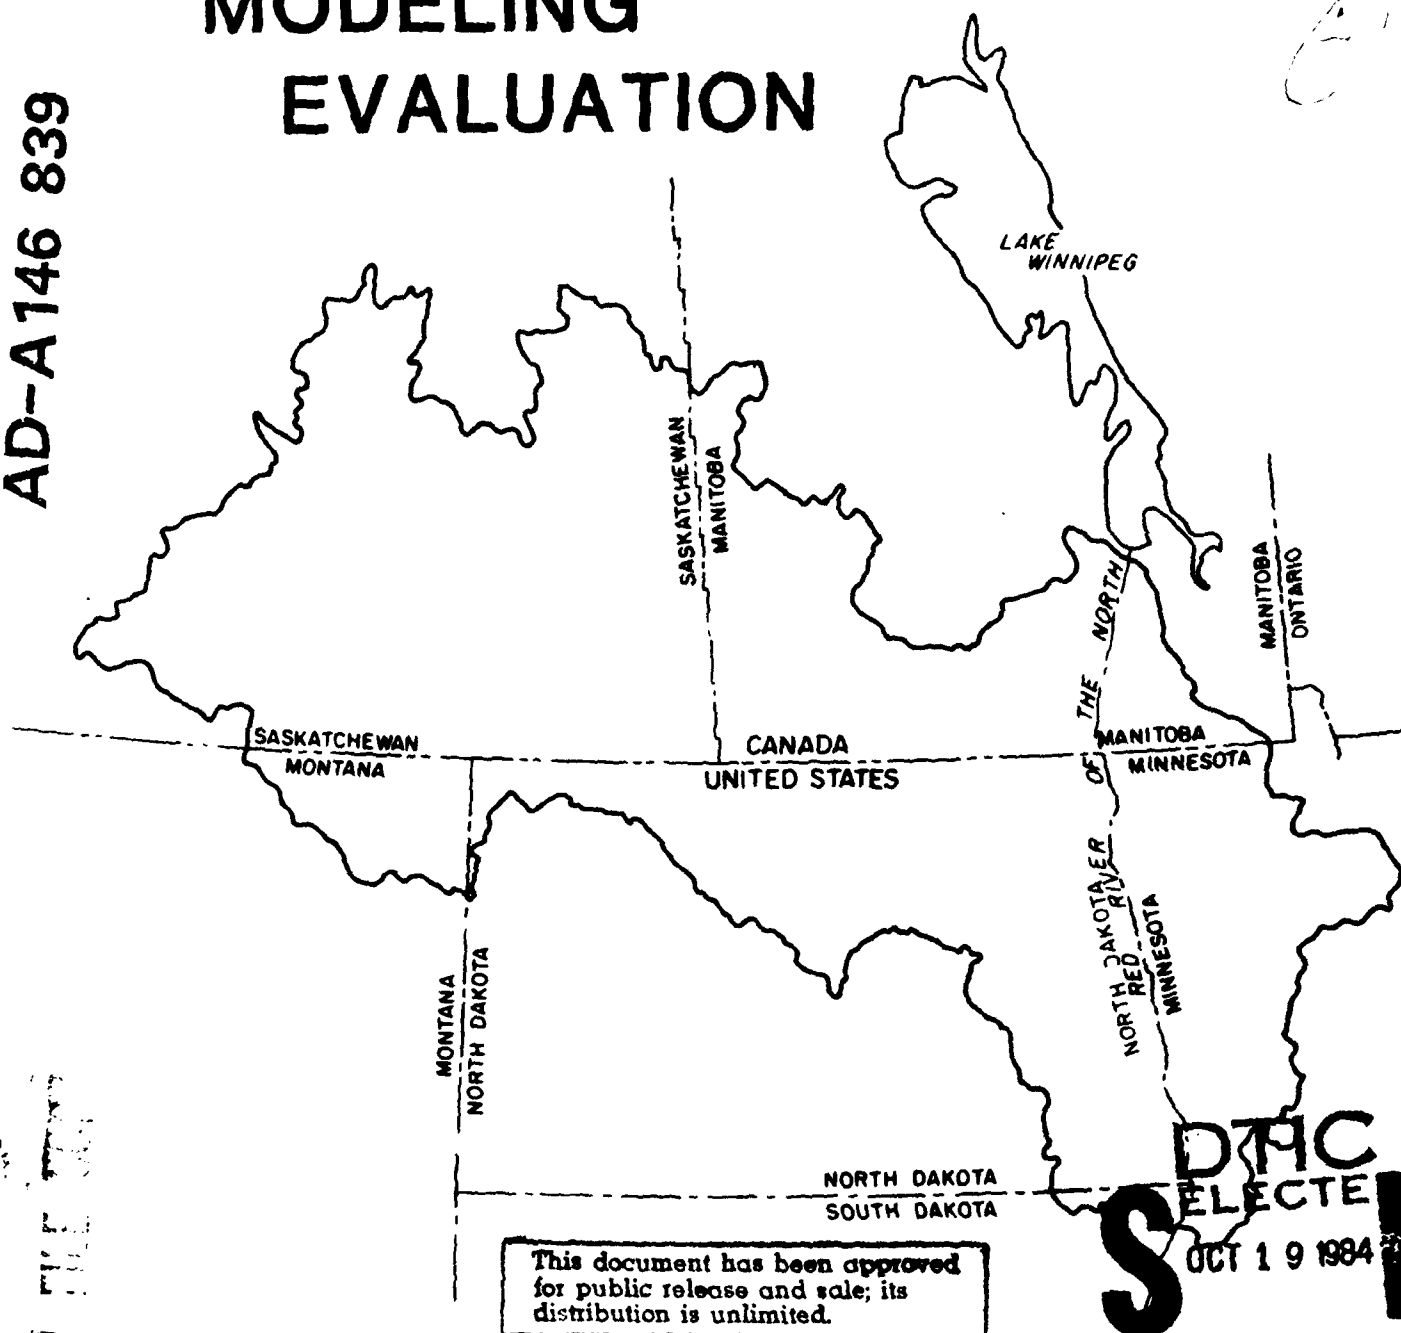 MODELING
EVALUATION
AD-A146 839
LAKE
WINNIPEG
SASKATCHEWAN
MANITOBA
MANITOBA
ONTARIO
RED RIVER OF THE NORTH
SASKATCHEWAN
MONTANA
CANADA
UNITED STATES
MANITOBA
MINNESOTA
NORTH DAKOTA
MINNESOTA
MONTANA
NORTH DAKOTA
NORTH DAKOTA
SOUTH DAKOTA
DTIC
ELECTE
OCT 19 1984
S
This document has been approved
for public release and sale; its
distribution is unlimited.
FILE